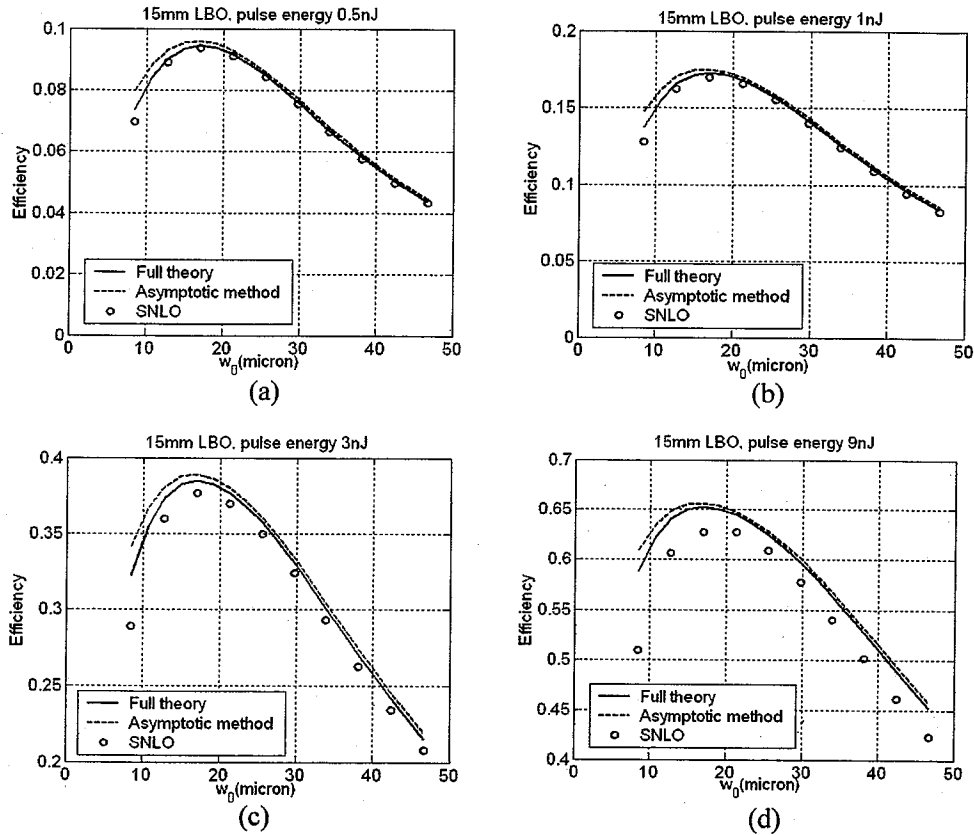 15mm LBO, pulse energy 0.5nJ
0.1
0.08
0.06
0.04
0.02
0
Efficiency
Full theory
Asymptotic method
SNLO
0 10 20 30 40 50
w0(micron)
(a)
15mm LBO, pulse energy 1nJ
0.2
0.15
0.1
0.05
0
Efficiency
Full theory
Asymptotic method
SNLO
0 10 20 30 40 50
w0(micron)
(b)
15mm LBO, pulse energy 3nJ
0.4
0.35
0.3
0.25
0.2
Efficiency
Full theory
Asymptotic method
SNLO
0 10 20 30 40 50
w0(micron)
(c)
15mm LBO, pulse energy 9nJ
0.7
0.65
0.6
0.55
0.5
0.45
0.4
Efficiency
Full theory
Asymptotic method
SNLO
0 10 20 30 40 50
w0(micron)
(d)